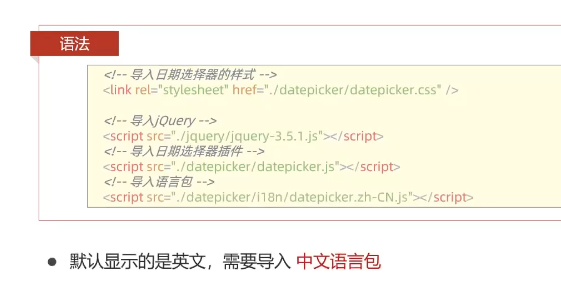 语法
<!-- 导入日期选择器的样式 -->
<link rel="stylesheet" href="./datepicker/datepicker.css" />
<!-- 导入jQuery -->
<script src="./jquery/jquery-3.5.1.js"></script>
<!-- 导入日期选择器插件 -->
<script src="./datepicker/datepicker.js"></script>
<!-- 导入语言包 -->
<script src="./datepicker/i18n/datepicker.zh-CN.js"></script>
● 默认显示的是英文，需要导入 中文语言包